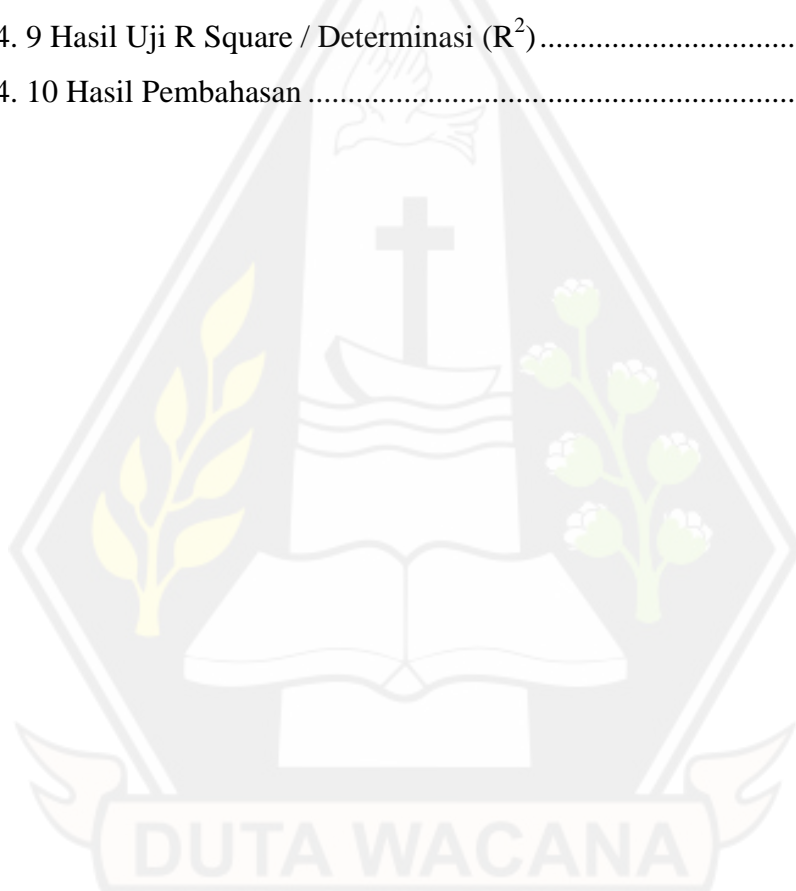 4. 9 Hasil Uji R Square / Determinasi (R²)................................
4. 10 Hasil Pembahasan .............................................................
DUTA WACANA